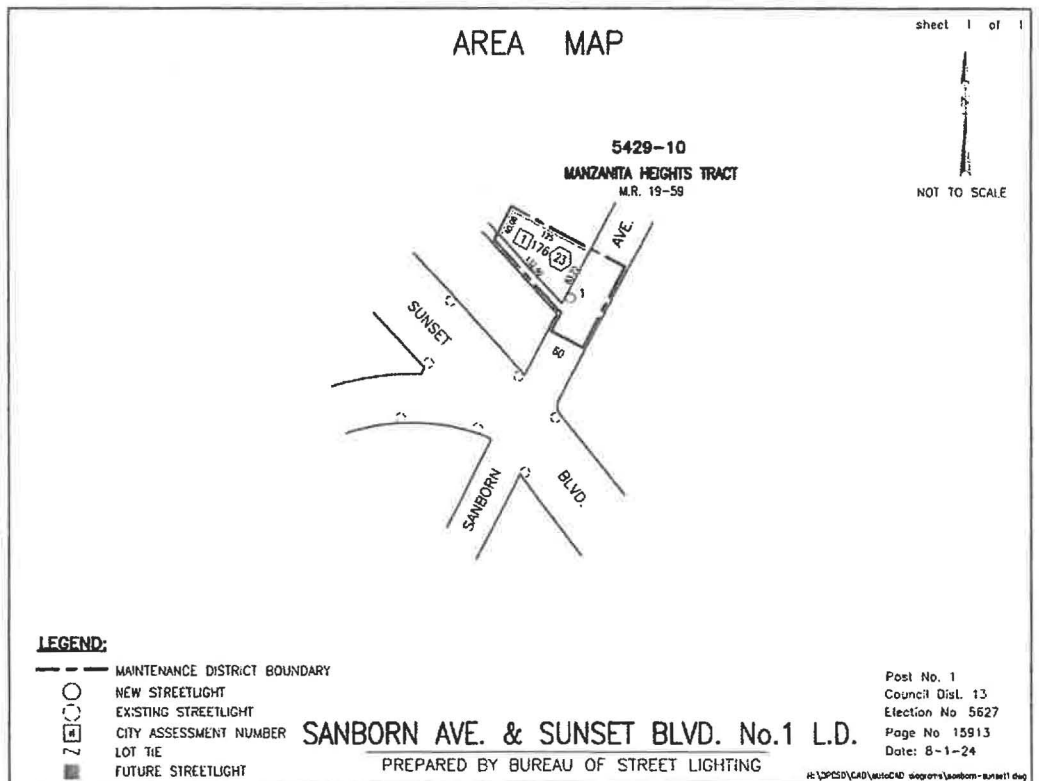 sheet 1 of 1
AREA MAP
NOT TO SCALE
5429-10
MANZANITA HEIGHTS TRACT
M.R. 19-59
AVE.
1
176
23
1
60
SUNSET
BLVD.
SANBORN
LEGEND:
MAINTENANCE DISTRICT BOUNDARY
NEW STREETLIGHT
EXISTING STREETLIGHT
CITY ASSESSMENT NUMBER
LOT TIE
FUTURE STREETLIGHT
SANBORN AVE. & SUNSET BLVD. No.1 L.D.
PREPARED BY BUREAU OF STREET LIGHTING
Post No. 1
Council Dist. 13
Election No 5627
Page No 15913
Date: 8-1-24